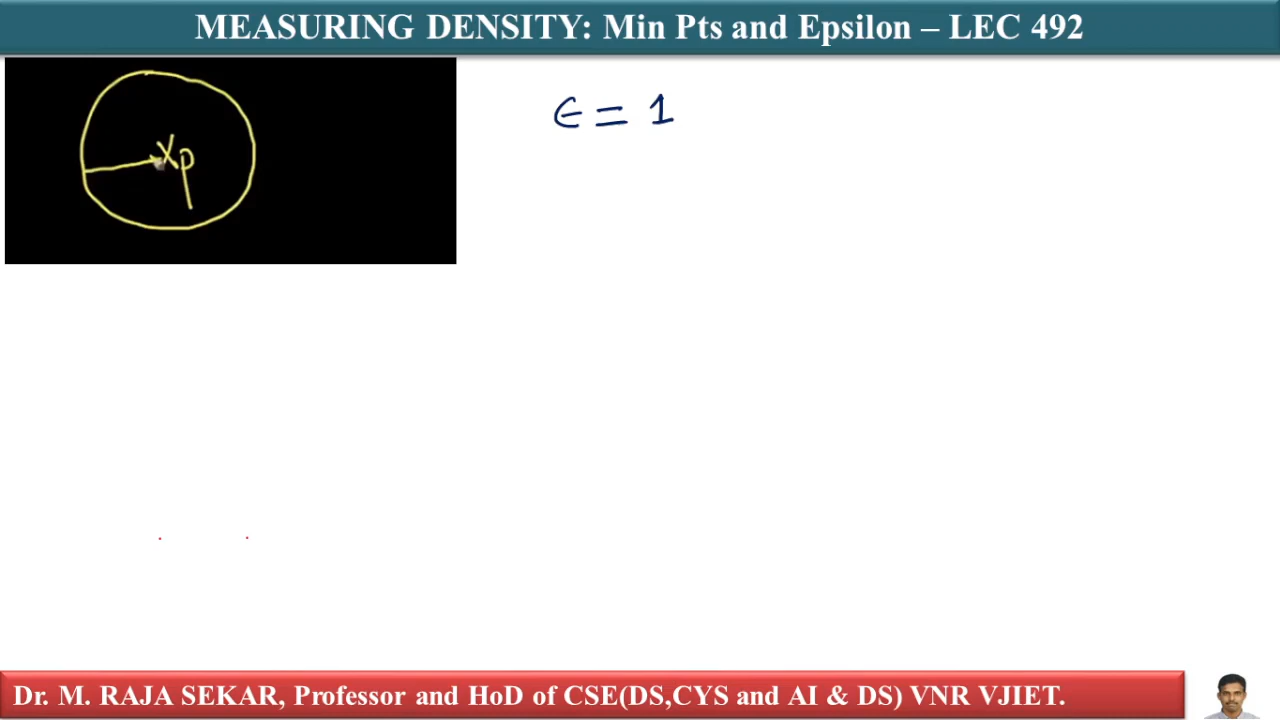 MEASURING DENSITY: Min Pts and Epsilon – LEC 492
Xp
ϵ = 1
Dr. M. RAJA SEKAR, Professor and HoD of CSE(DS,CYS and AI & DS) VNR VJIET.